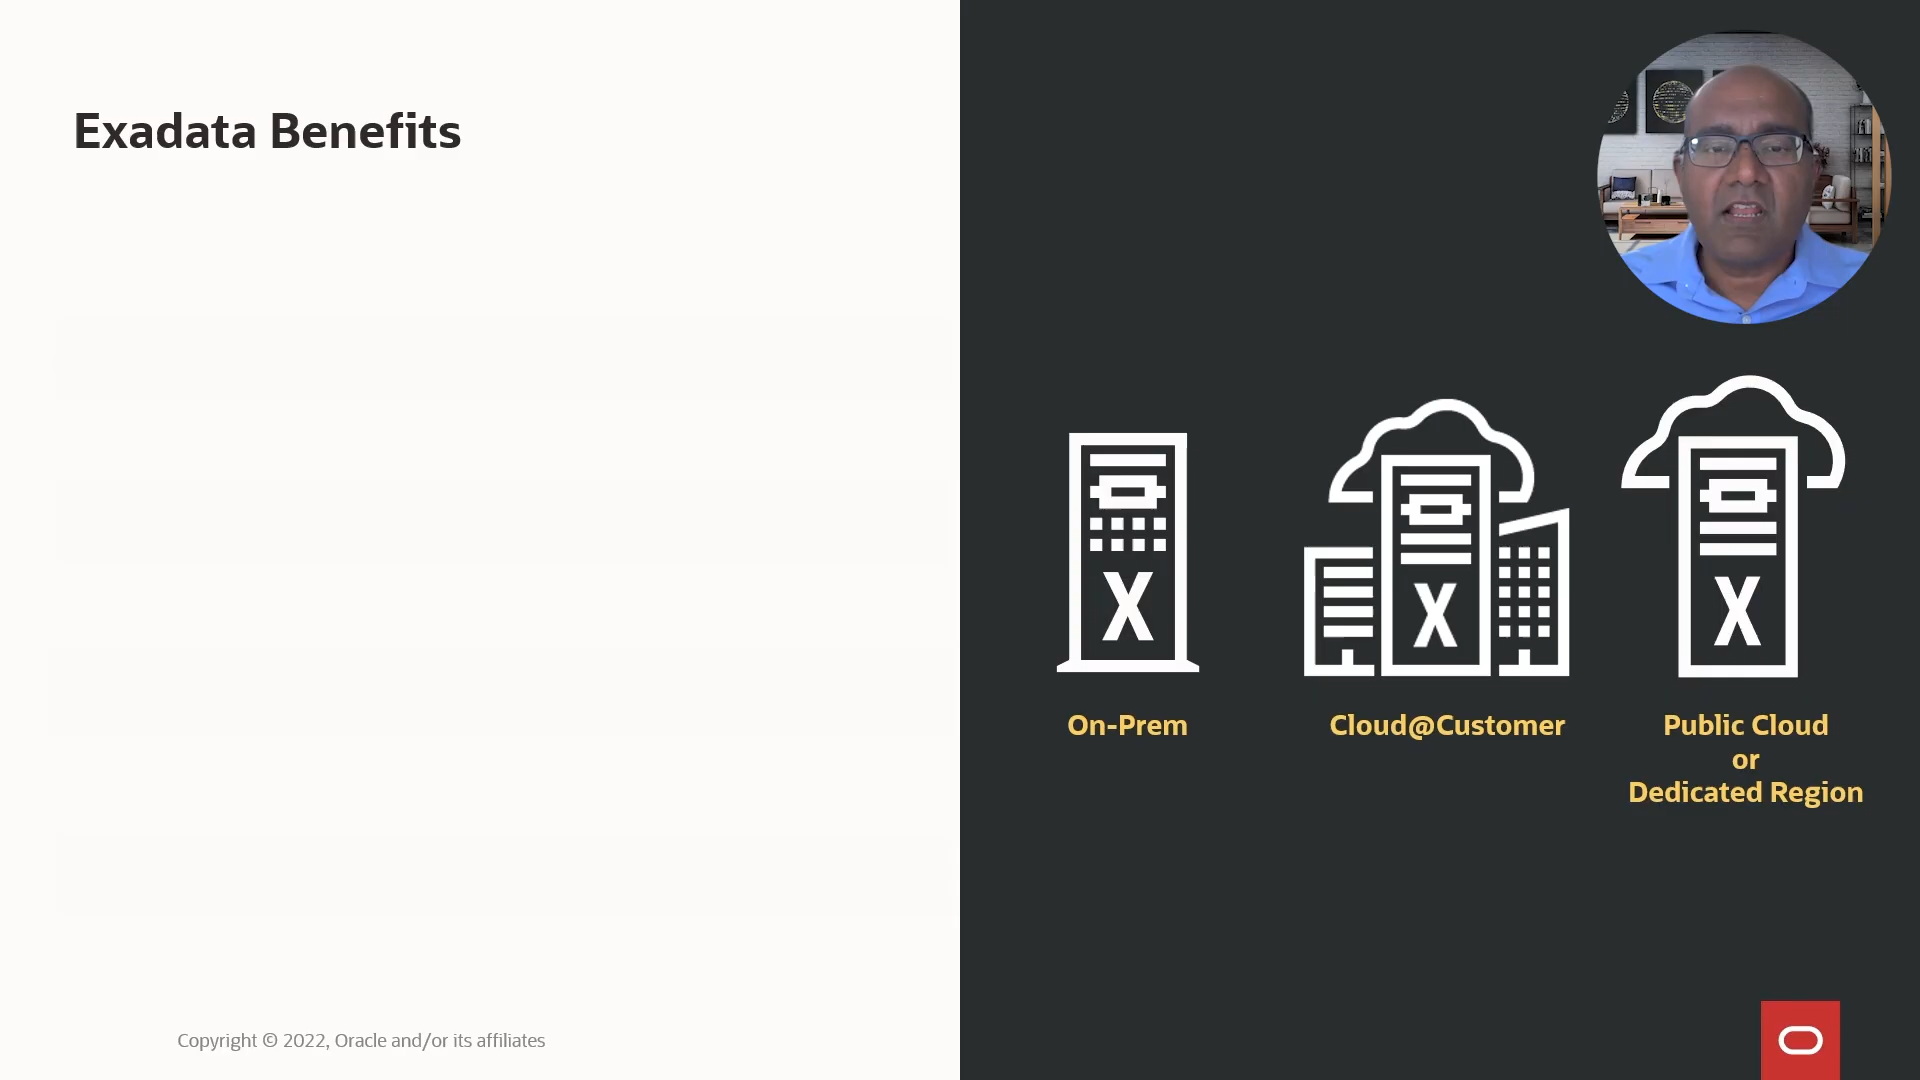 Exadata Benefits
X
X
X
On-Prem
Cloud@Customer
Public Cloud
or
Dedicated Region
Copyright © 2022, Oracle and/or its affiliates